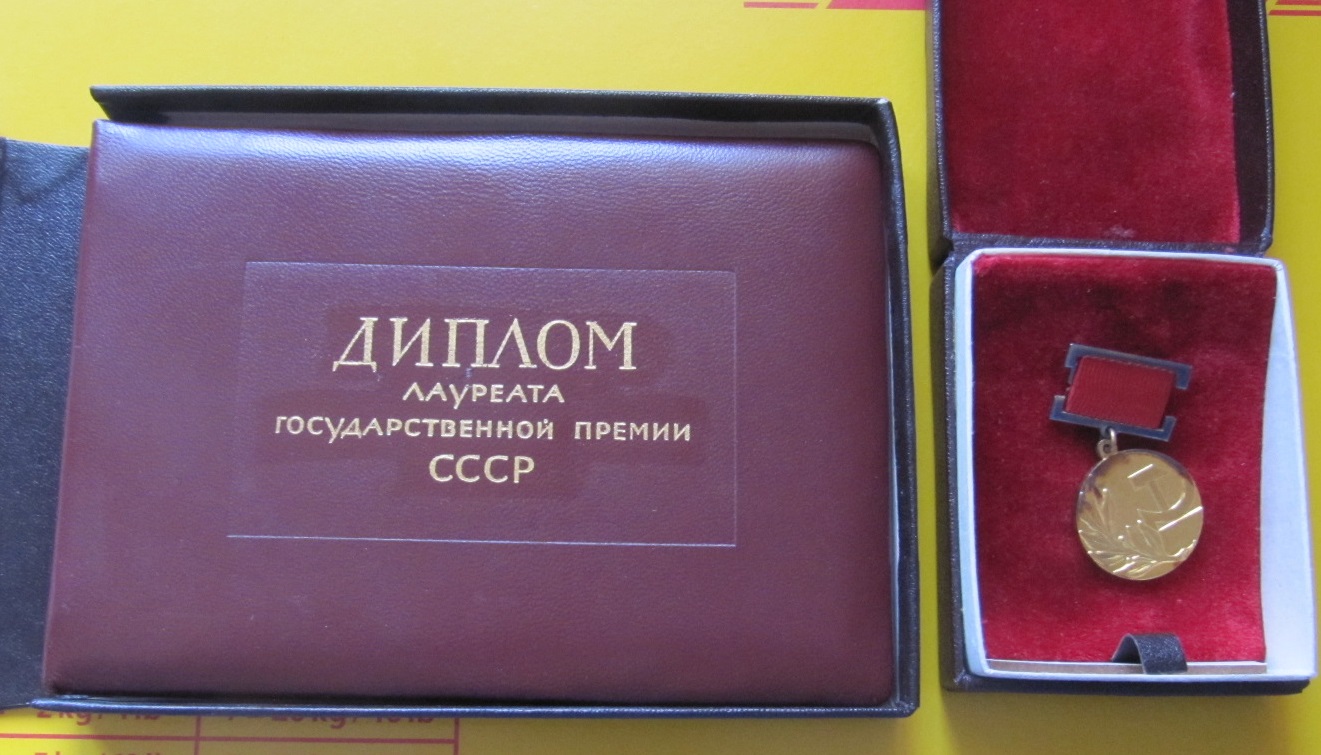 ДИПЛОМ
ЛАУРЕАТА
ГОСУДАРСТВЕННОЙ ПРЕМИИ
СССР